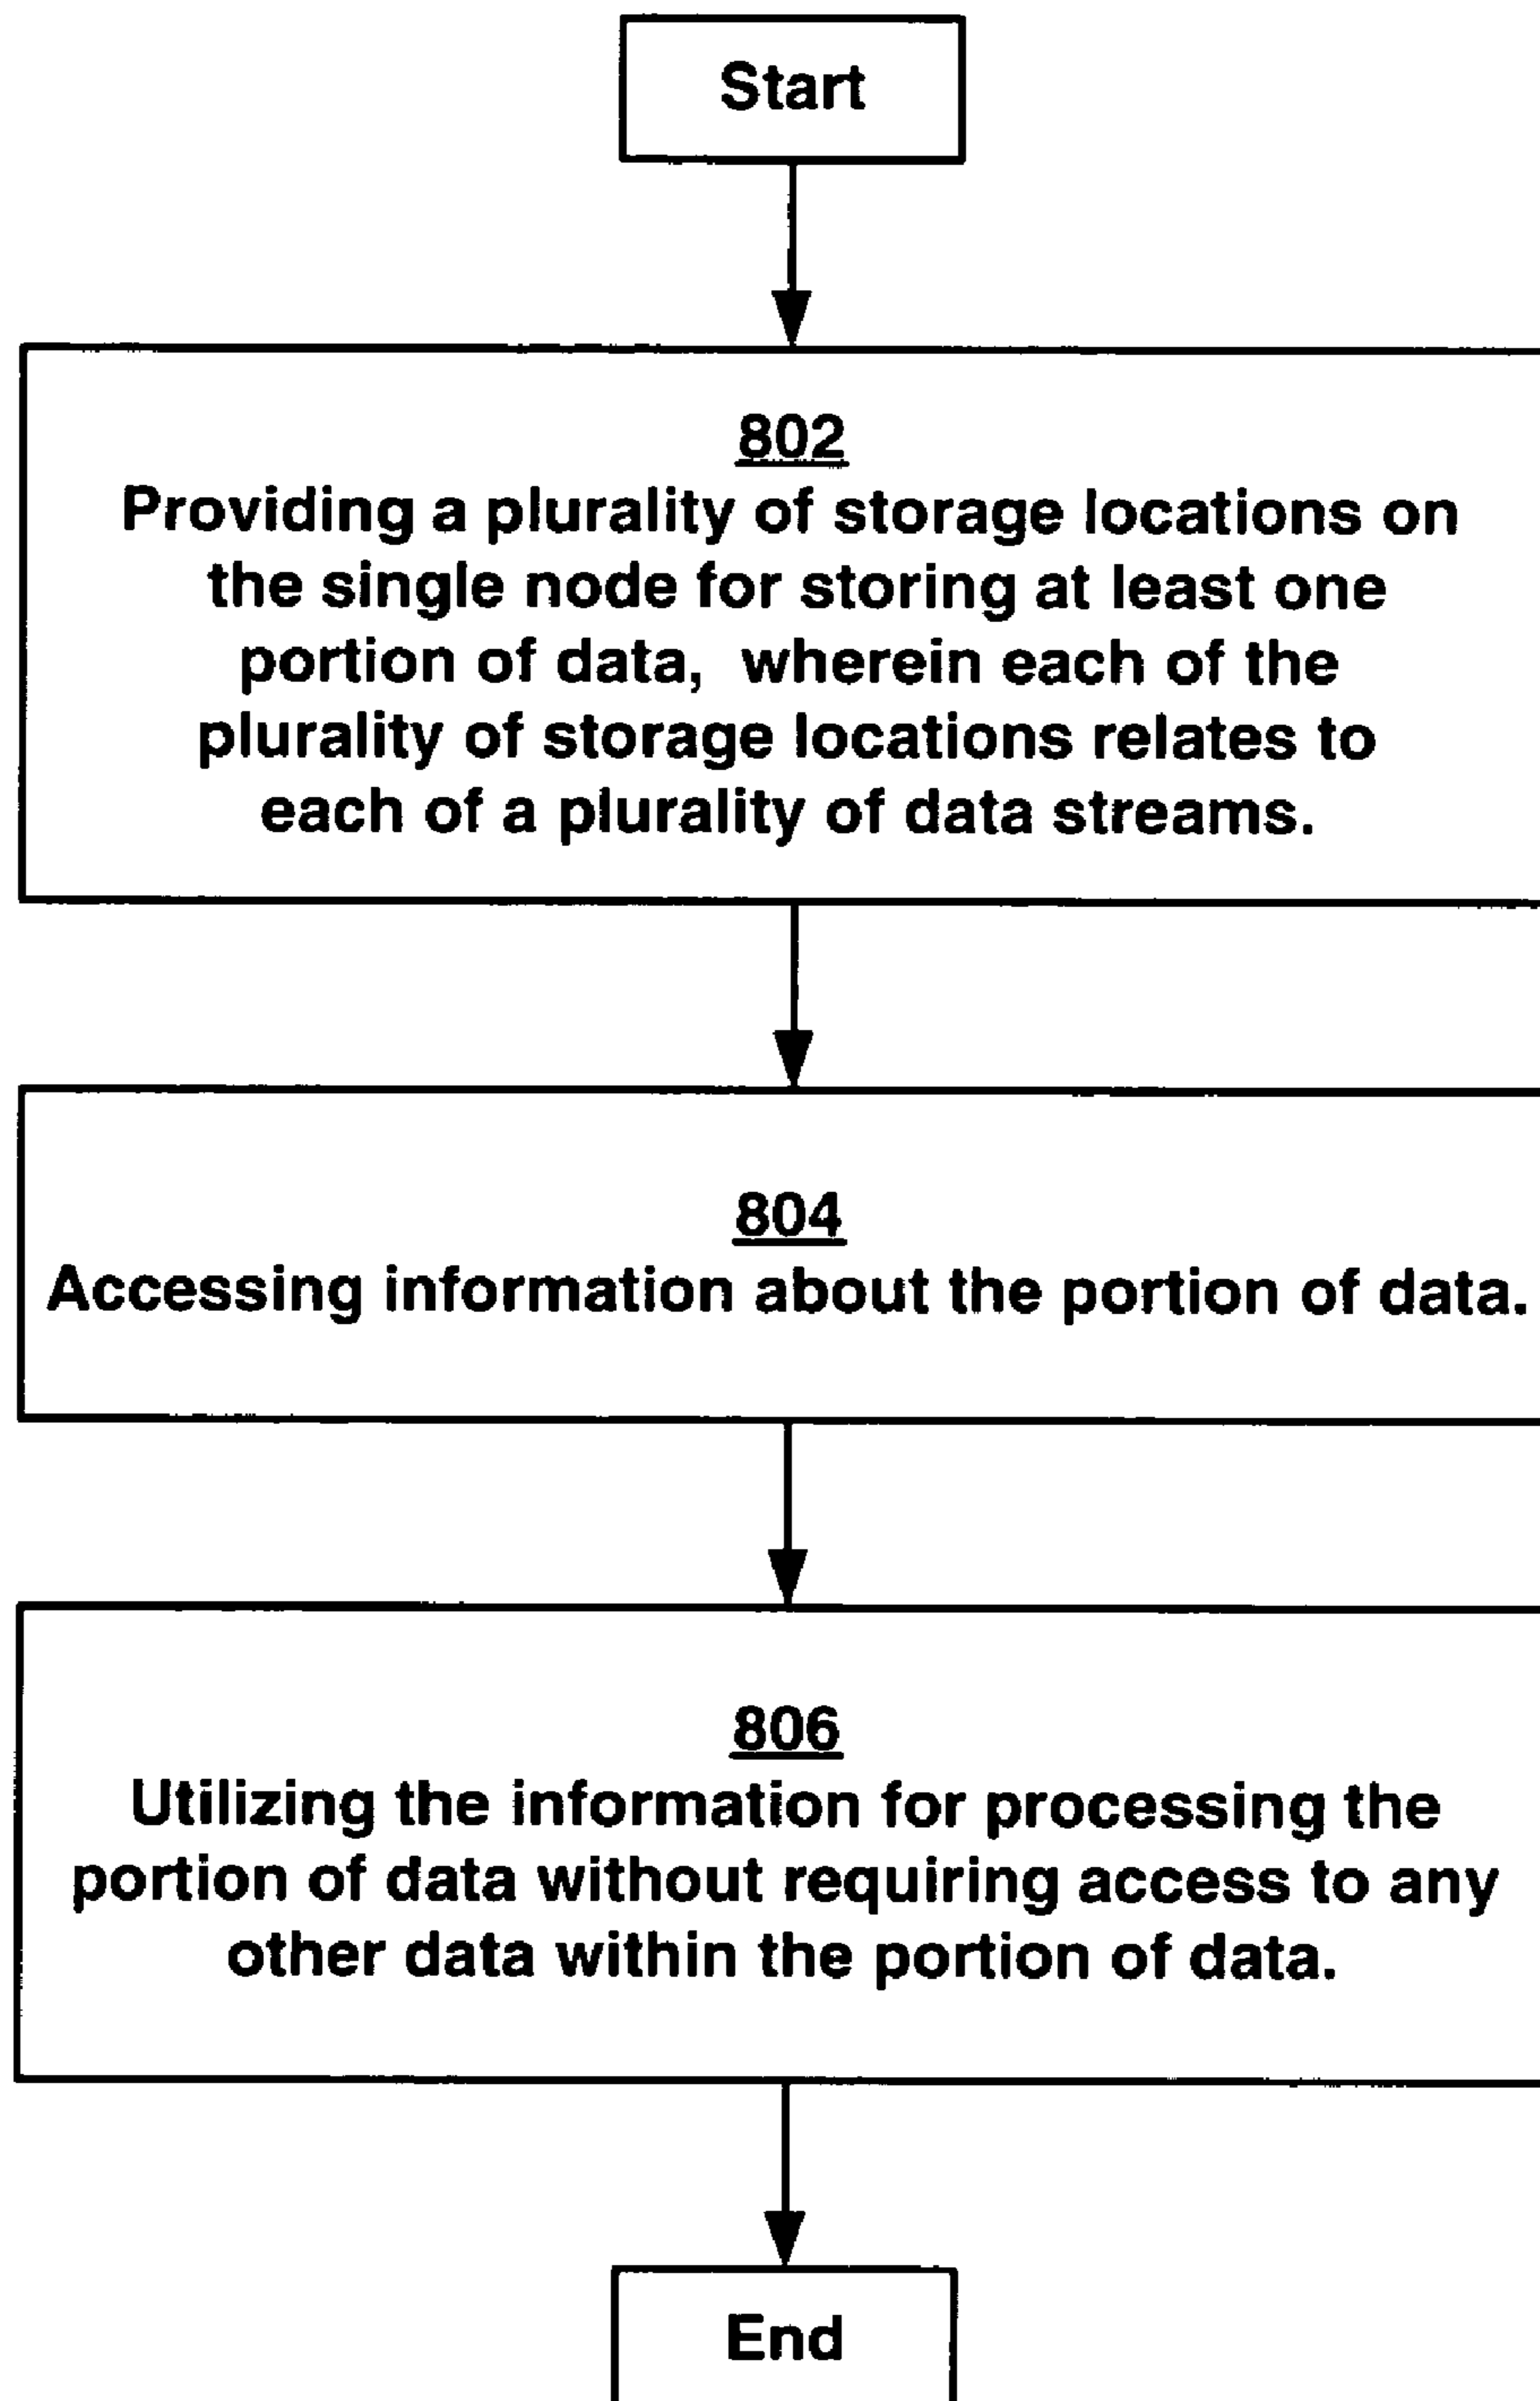 Start
802
Providing a plurality of storage locations on
the single node for storing at least one
portion of data, wherein each of the
plurality of storage locations relates to
each of a plurality of data streams.
804
Accessing information about the portion of data.
806
Utilizing the information for processing the
portion of data without requiring access to any
other data within the portion of data.
End